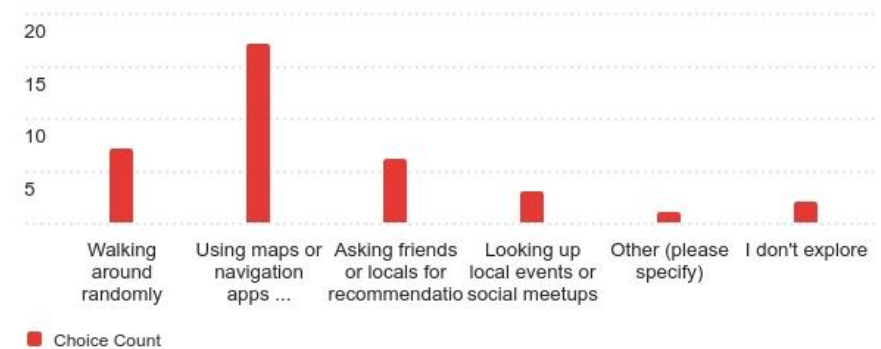 20
15
10
5
Walking
around
randomly
Using maps or
navigation
apps ...
Asking friends
or locals for
recommendatio
Looking up
local events or
social meetups
Other (please
specify)
I don't explore
Choice Count